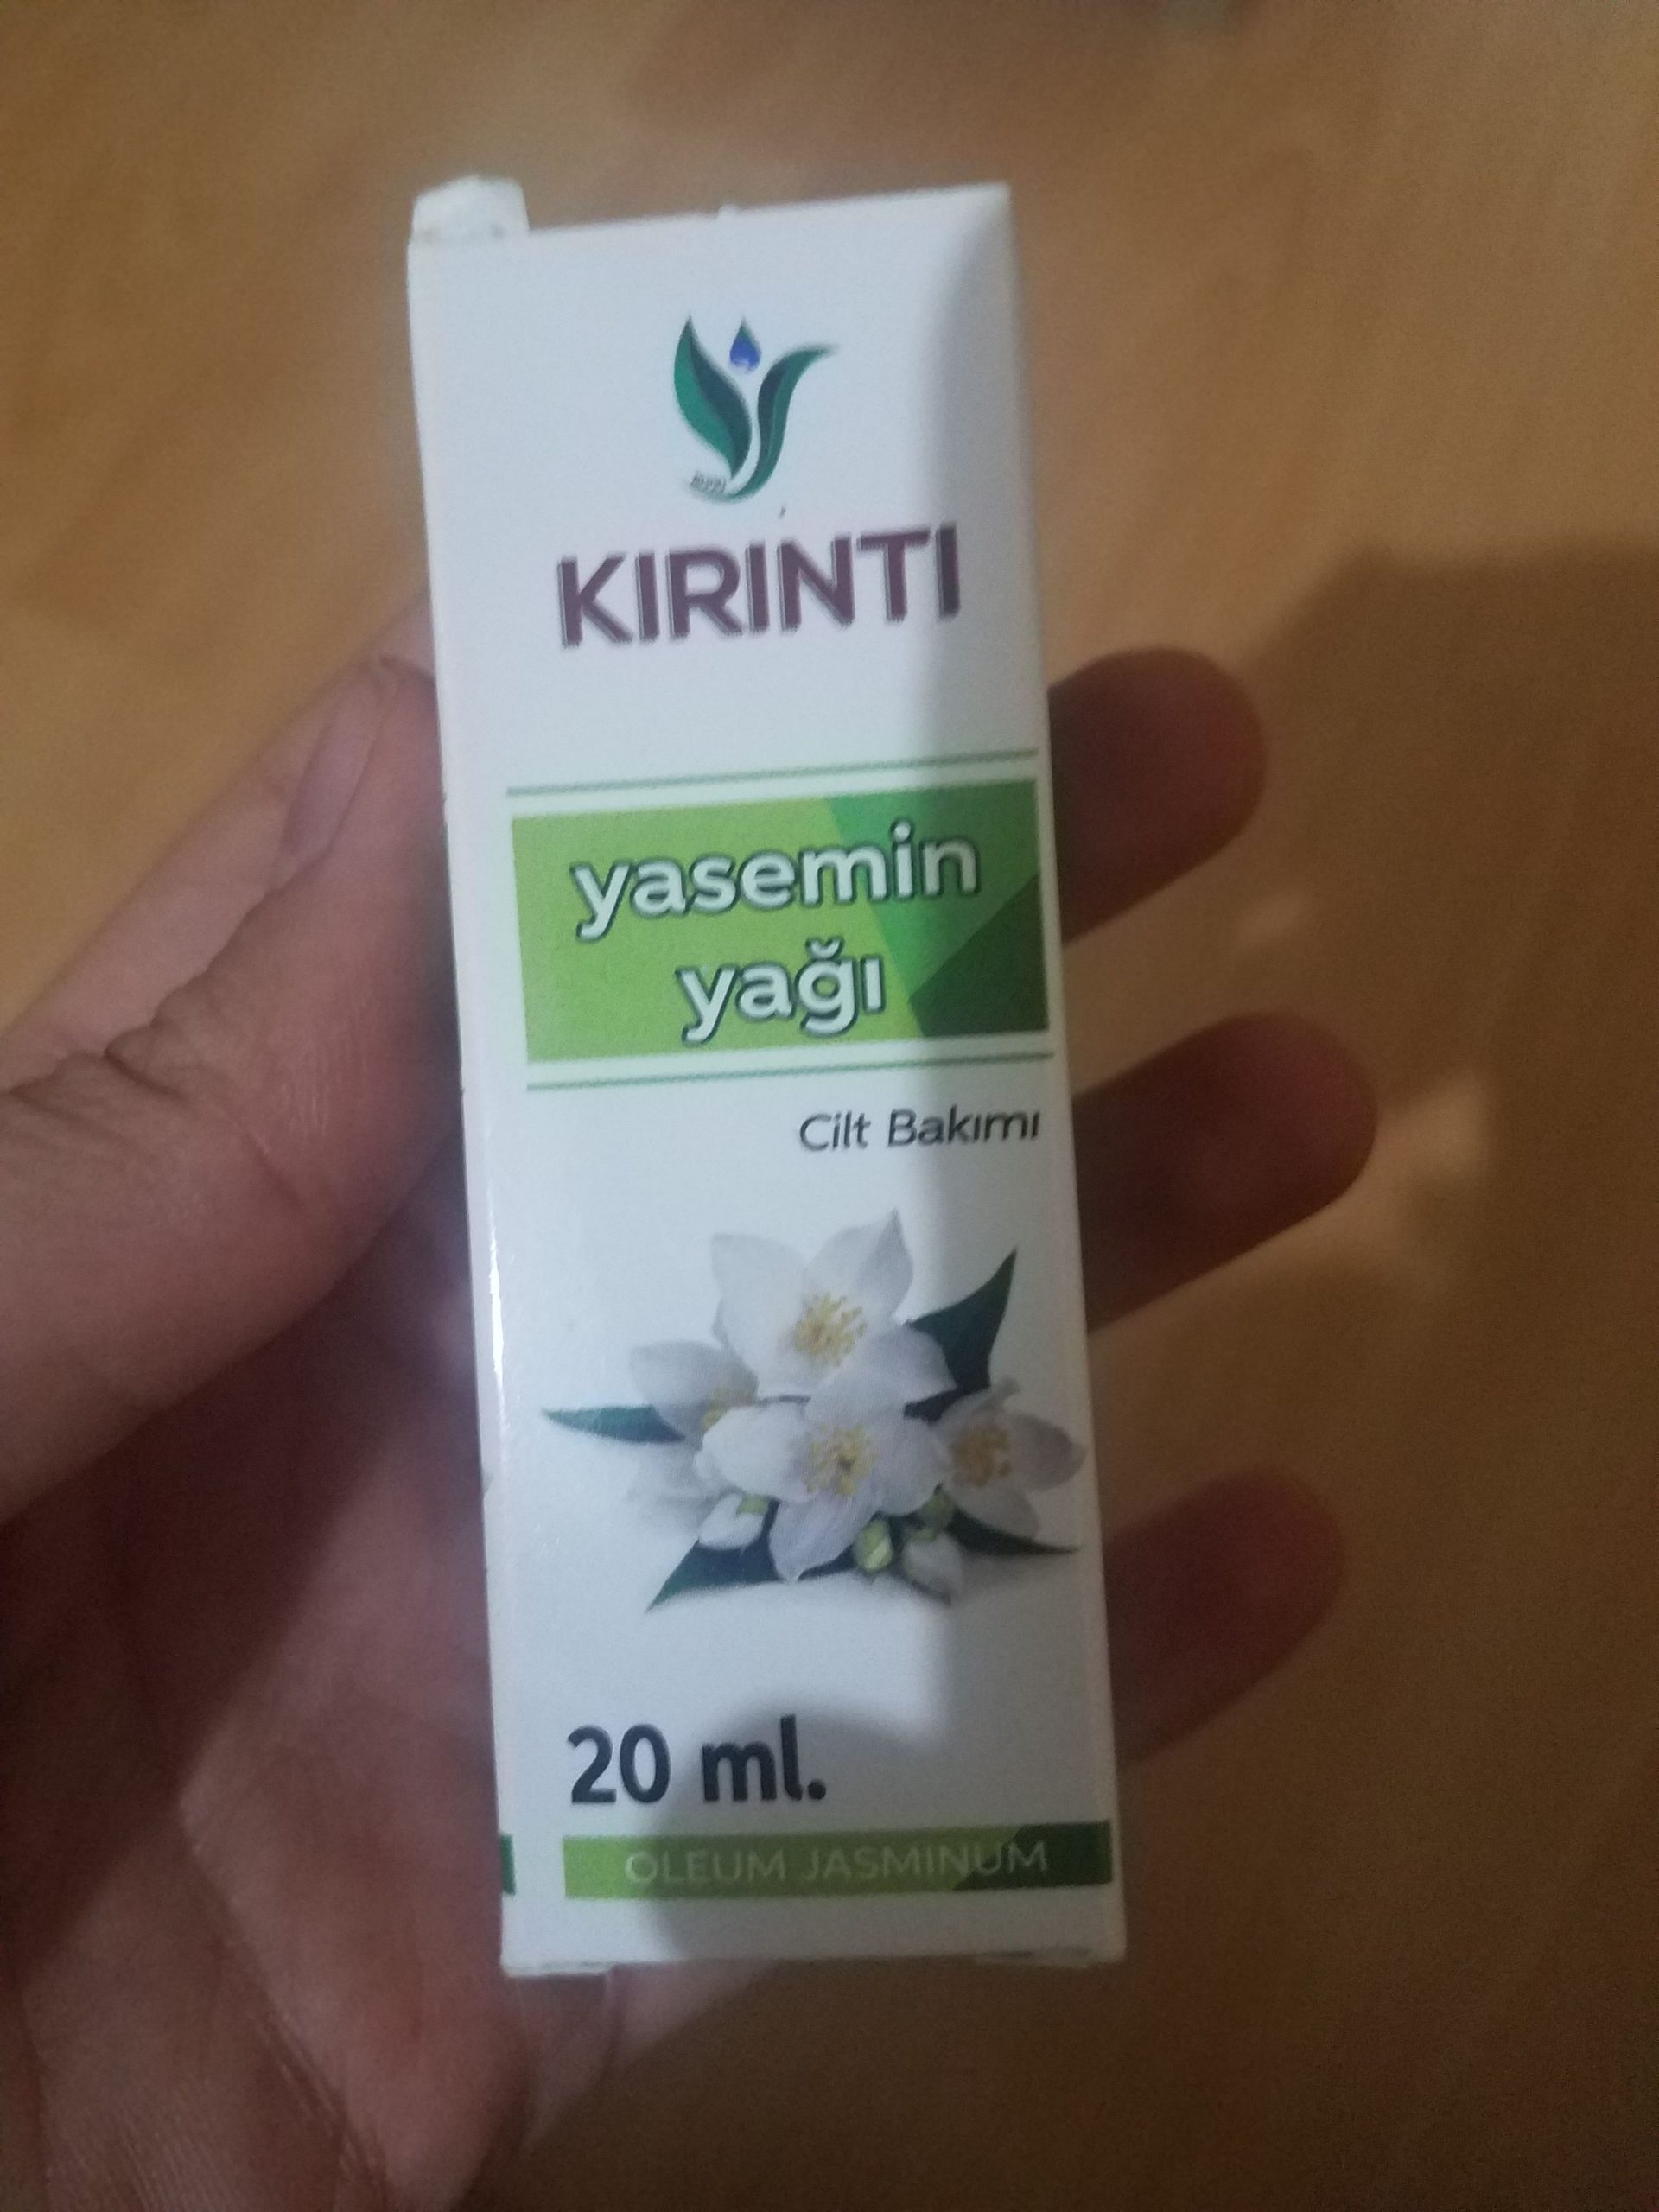 KIRINTI
yasemin
yağı
Cilt Bakımı
20 ml.
OLEUM JASMINUM